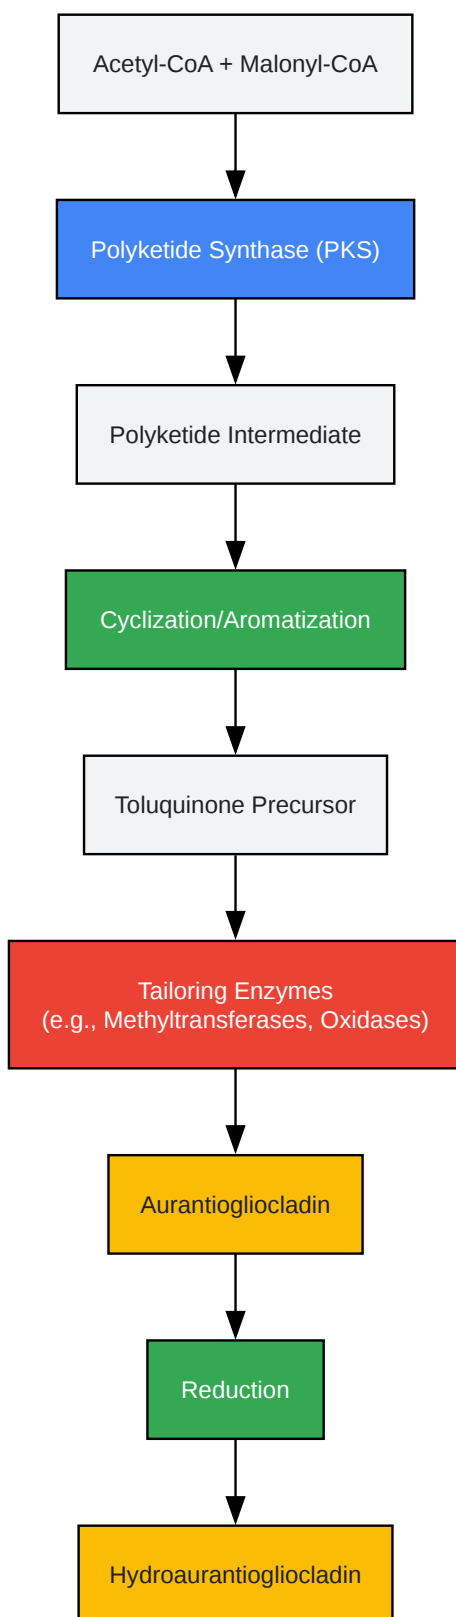 Acetyl-CoA + Malonyl-CoA
Polyketide Synthase (PKS)
Polyketide Intermediate
Cyclization/Aromatization
Toluquinone Precursor
Tailoring Enzymes
(e.g., Methyltransferases, Oxidases)
Aurantiogliocladin
Reduction
Hydroaurantiogliocladin